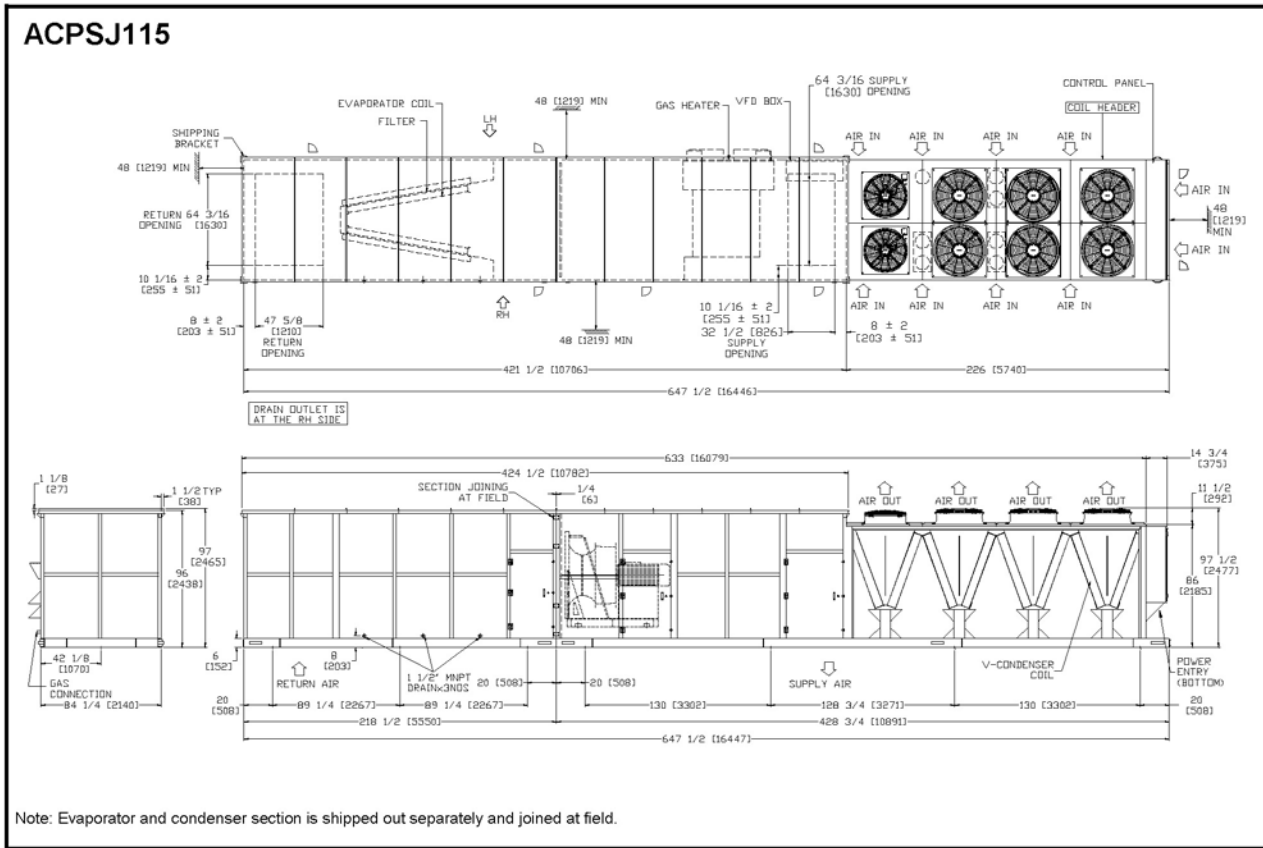 ACPSJ115
64 3/16 SUPPLY
[1630] OPENING
CONTROL PANEL
EVAPORATOR COIL
48 [1219] MIN
GAS HEATER
VFD BOX
COIL HEADER
FILTER
LH
SHIPPING
BRACKET
AIR IN
AIR IN
AIR IN
AIR IN
48 [1219] MIN
AIR IN
RETURN 64 3/16
OPENING [1630]
48
[1219]
MIN
AIR IN
10 1/16 ± 2
[255 ± 51]
10 1/16 ± 2
[255 ± 51]
AIR IN
AIR IN
AIR IN
AIR IN
RH
8 ± 2
[203 ± 51]
47 5/8
[1210]
RETURN
OPENING
48 [1219] MIN
32 1/2 [826]
SUPPLY
OPENING
8 ± 2
[203 ± 51]
421 1/2 [10706]
226 [5740]
647 1/2 [16446]
DRAIN OUTLET IS
AT THE RH SIDE
633 [16079]
14 3/4
[375]
424 1/2 [10782]
1 1/8
[27]
1 1/2 TYP
[38]
SECTION JOINING
AT FIELD
1/4
[6]
11 1/2
[292]
AIR OUT
AIR OUT
AIR OUT
AIR OUT
97
[2465]
96
[2438]
97 1/2
[2477]
86
[2185]
42 1/8
[1070]
6
[152]
8
[203]
GAS
CONNECTION
84 1/4 [2140]
RETURN AIR
1 1/2" MNPT
DRAINx3NOS
20 [508]
20 [508]
SUPPLY AIR
V-CONDENSER
COIL
POWER
ENTRY
(BOTTOM)
20
[508]
89 1/4 [2267]
89 1/4 [2267]
130 [3302]
128 3/4 [3271]
130 [3302]
20
[508]
218 1/2 [5550]
428 3/4 [10891]
647 1/2 [16447]
Note: Evaporator and condenser section is shipped out separately and joined at field.